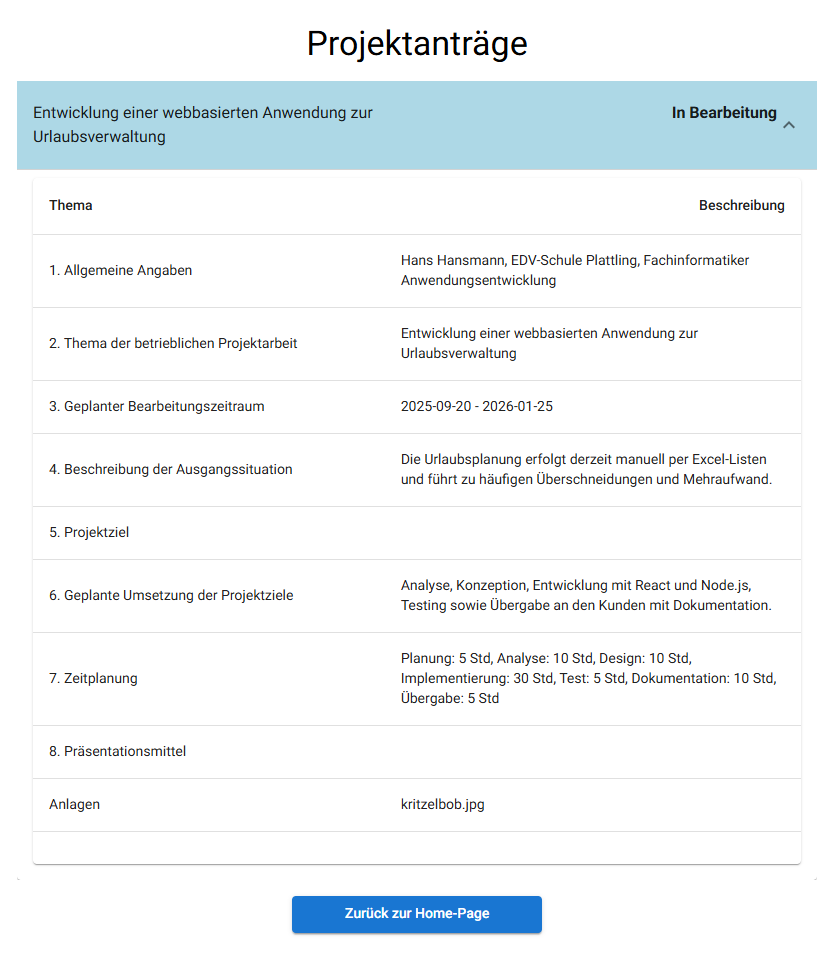 Projektanträge
Entwicklung einer webbasierten Anwendung zur
Urlaubsverwaltung
In Bearbeitung
Thema
Beschreibung
1. Allgemeine Angaben
Hans Hansmann, EDV-Schule Plattling, Fachinformatiker
Anwendungsentwicklung
2. Thema der betrieblichen Projektarbeit
Entwicklung einer webbasierten Anwendung zur
Urlaubsverwaltung
3. Geplanter Bearbeitungszeitraum
2025-09-20 - 2026-01-25
4. Beschreibung der Ausgangssituation
Die Urlaubsplanung erfolgt derzeit manuell per Excel-Listen
und führt zu häufigen Überschneidungen und Mehraufwand.
5. Projektziel
6. Geplante Umsetzung der Projektziele
Analyse, Konzeption, Entwicklung mit React und Node.js,
Testing sowie Übergabe an den Kunden mit Dokumentation.
7. Zeitplanung
Planung: 5 Std, Analyse: 10 Std, Design: 10 Std,
Implementierung: 30 Std, Test: 5 Std, Dokumentation: 10 Std,
Übergabe: 5 Std
8. Präsentationsmittel
Anlagen
kritzelbob.jpg
Zurück zur Home-Page